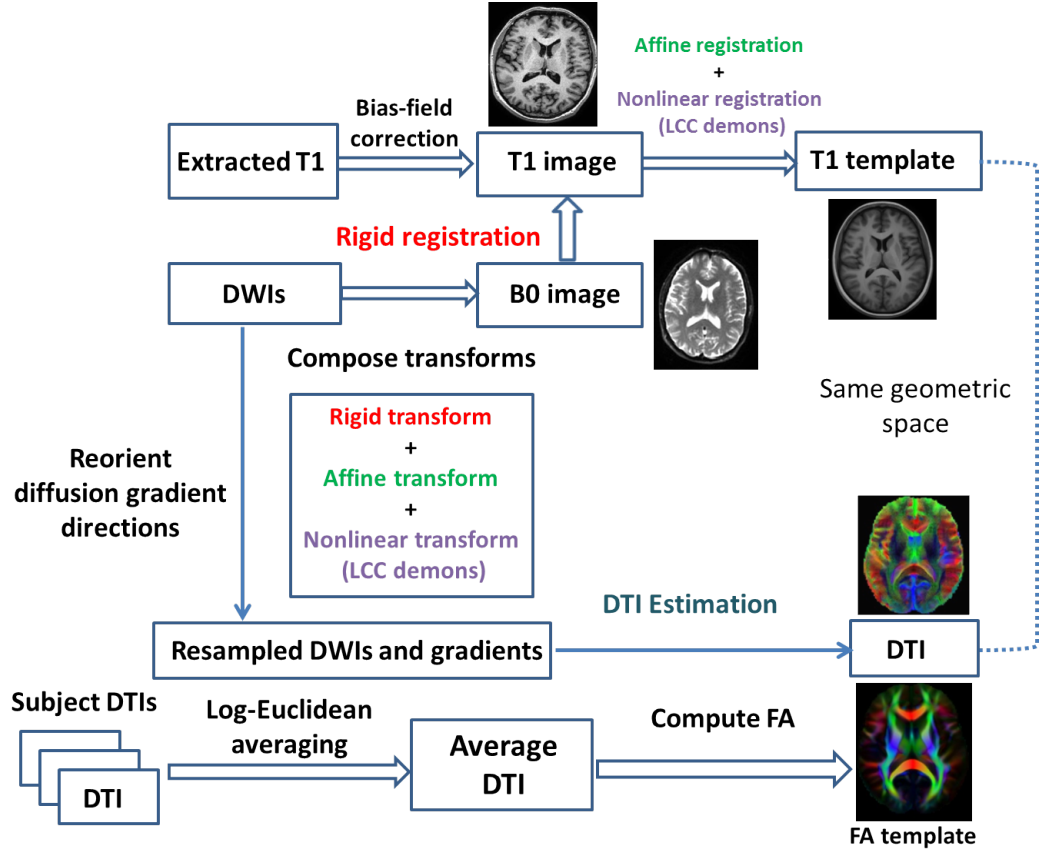 Affine registration
+
Nonlinear registration
(LCC demons)
Bias-field
correction
Extracted T1
T1 image
T1 template
Rigid registration
DWIs
B0 image
Compose transforms
Rigid transform
+
Affine transform
+
Nonlinear transform
(LCC demons)
Same geometric
space
Reorient
diffusion gradient
directions
DTI Estimation
Resampled DWIs and gradients
DTI
Subject DTIs
DTI
Log-Euclidean
averaging
Average
DTI
Compute FA
FA template